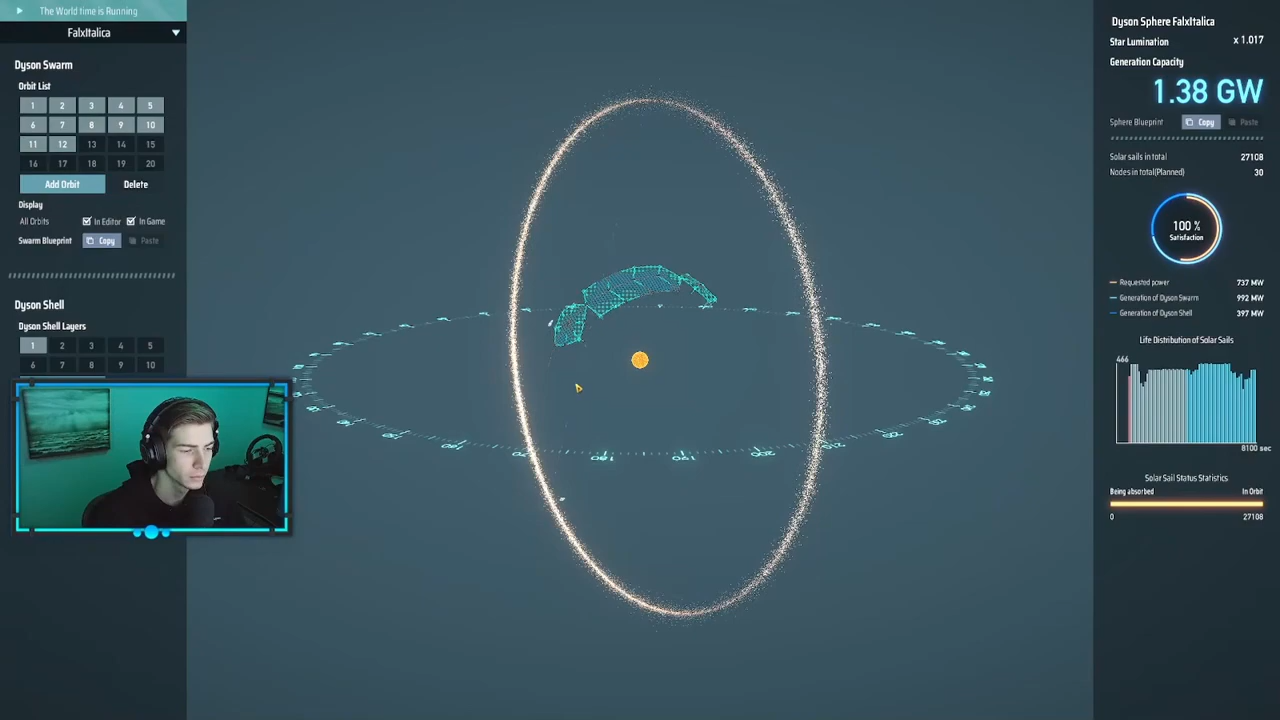 The World time is Running
FalxItalica
Dyson Swarm
Orbit List
1 2 3 4 5
6 7 8 9 10
11 12 13 14 15
16 17 18 19 20
Add Orbit Delete
Display
All Orbits In Editor In Game
Swarm Blueprint Copy Paste
Dyson Shell
Dyson Shell Layers
1 2 3 4 5
6 7 8 9 10
Dyson Sphere FalxItalica
Star Lumination x 1.017
Generation Capacity
1.38 GW
Sphere Blueprint Copy Paste
Solar sails in total 27108
Nodes in total(Planned) 30
100 %
Satisfaction
Requested power 737 MW
Generation of Dyson Swarm 992 MW
Generation of Dyson Shell 397 MW
Life Distribution of Solar Sails
466
8100 sec
Solar Sail Status Statistics
Being absorbed In Orbit
0 27108
180 190 200